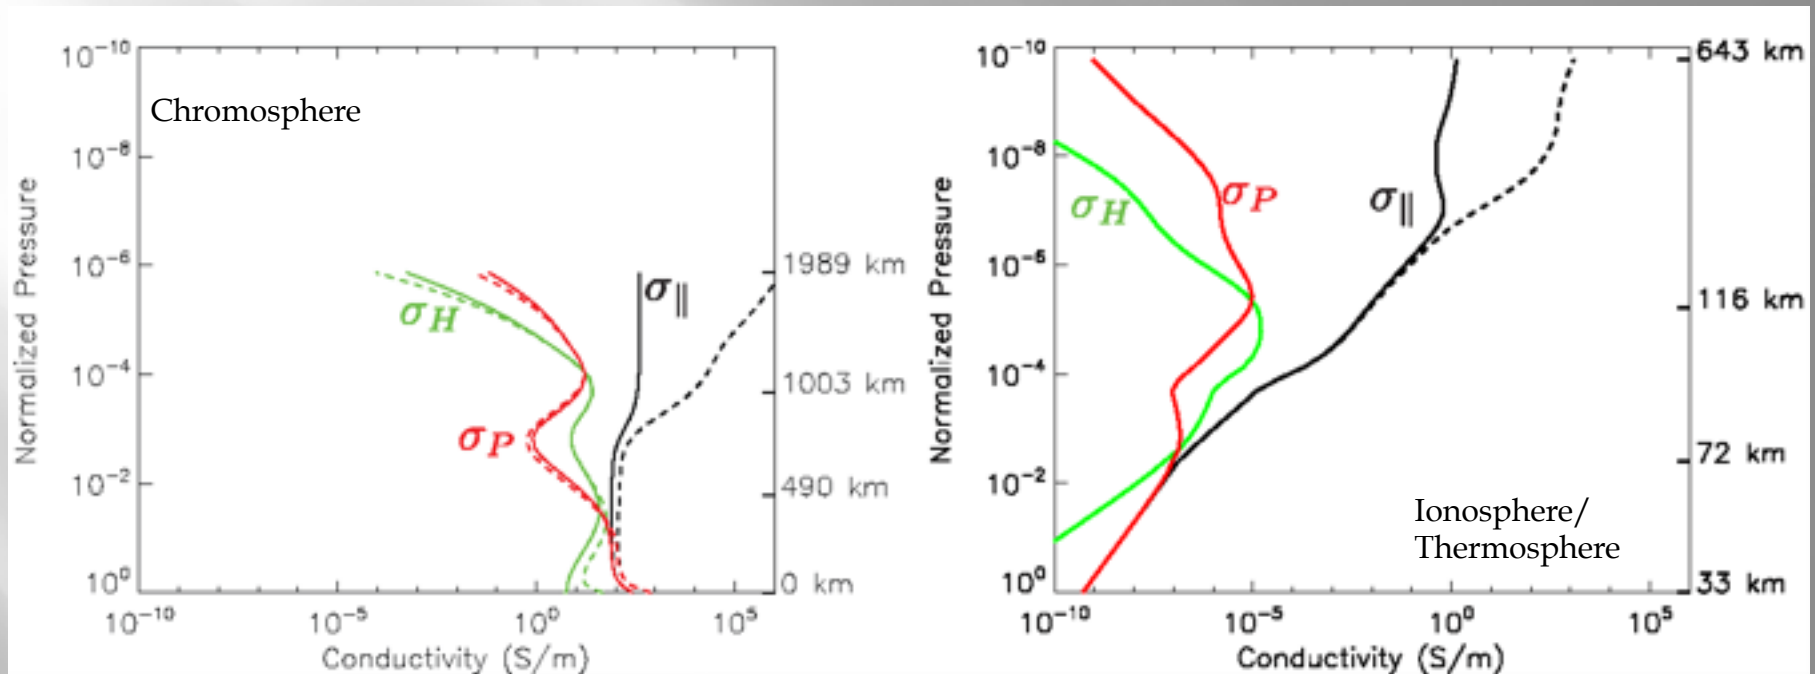 Chromosphere
Normalized Pressure
10⁻¹⁰
10⁻⁸
10⁻⁶
10⁻⁴
10⁻²
10⁰
σH
σP
σ∥
1989 km
1003 km
490 km
0 km
10⁻¹⁰ 10⁻⁵ 10⁰ 10⁵
Conductivity (S/m)
Normalized Pressure
10⁻¹⁰
10⁻⁸
10⁻⁶
10⁻⁴
10⁻²
10⁰
σH
σP
σ∥
643 km
116 km
72 km
33 km
Ionosphere/
Thermosphere
10⁻¹⁰ 10⁻⁵ 10⁰ 10⁵
Conductivity (S/m)